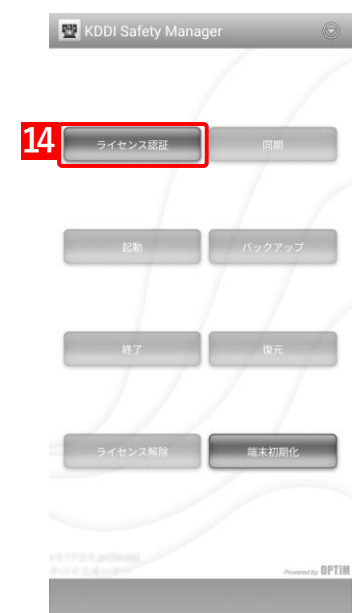 KDDI Safety Manager
14
ライセンス認証
同期
起動
バックアップ
終了
復元
ライセンス解除
端末初期化
Powered by OPTiM